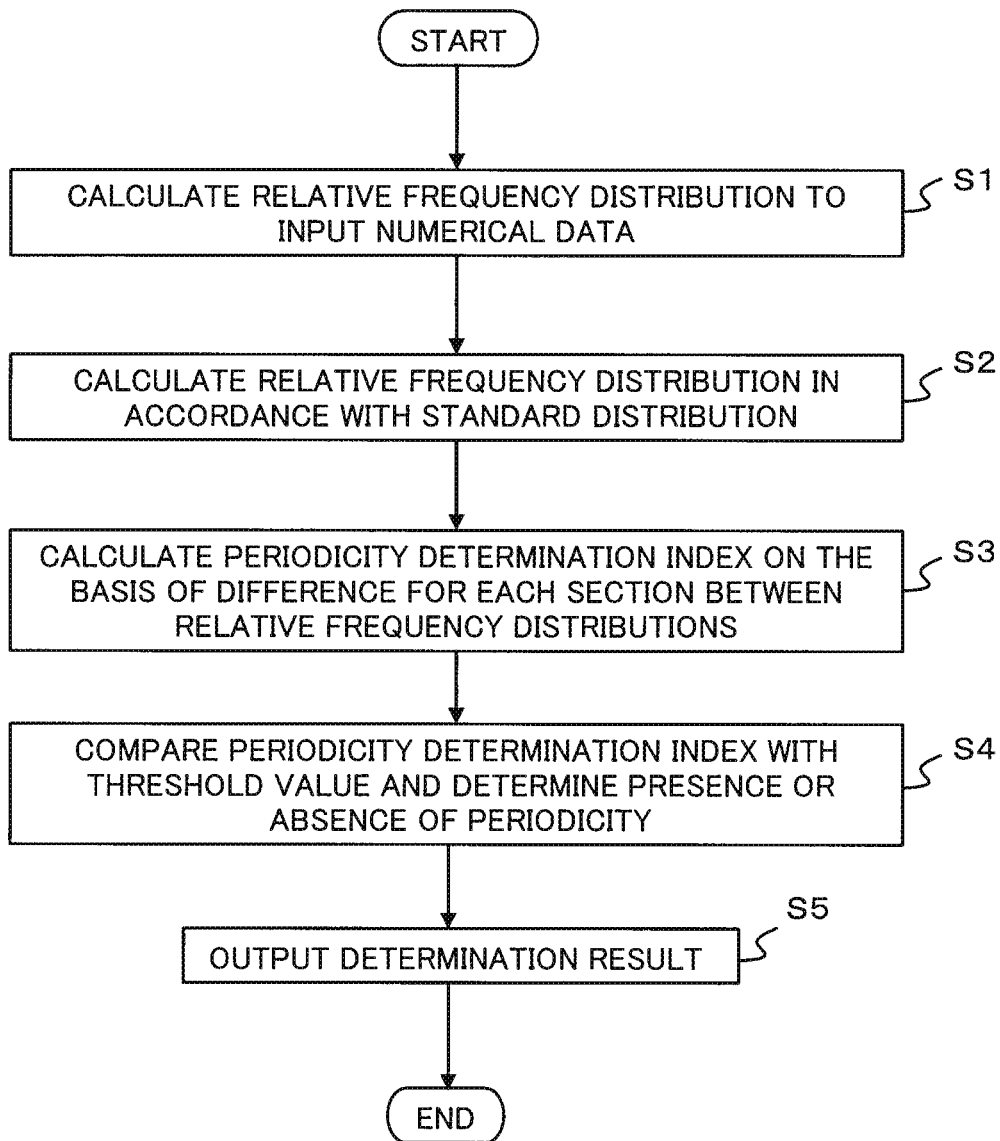 START
CALCULATE RELATIVE FREQUENCY DISTRIBUTION TO
INPUT NUMERICAL DATA
S1
CALCULATE RELATIVE FREQUENCY DISTRIBUTION IN
ACCORDANCE WITH STANDARD DISTRIBUTION
S2
CALCULATE PERIODICITY DETERMINATION INDEX ON THE
BASIS OF DIFFERENCE FOR EACH SECTION BETWEEN
RELATIVE FREQUENCY DISTRIBUTIONS
S3
COMPARE PERIODICITY DETERMINATION INDEX WITH
THRESHOLD VALUE AND DETERMINE PRESENCE OR
ABSENCE OF PERIODICITY
S4
OUTPUT DETERMINATION RESULT
S5
END